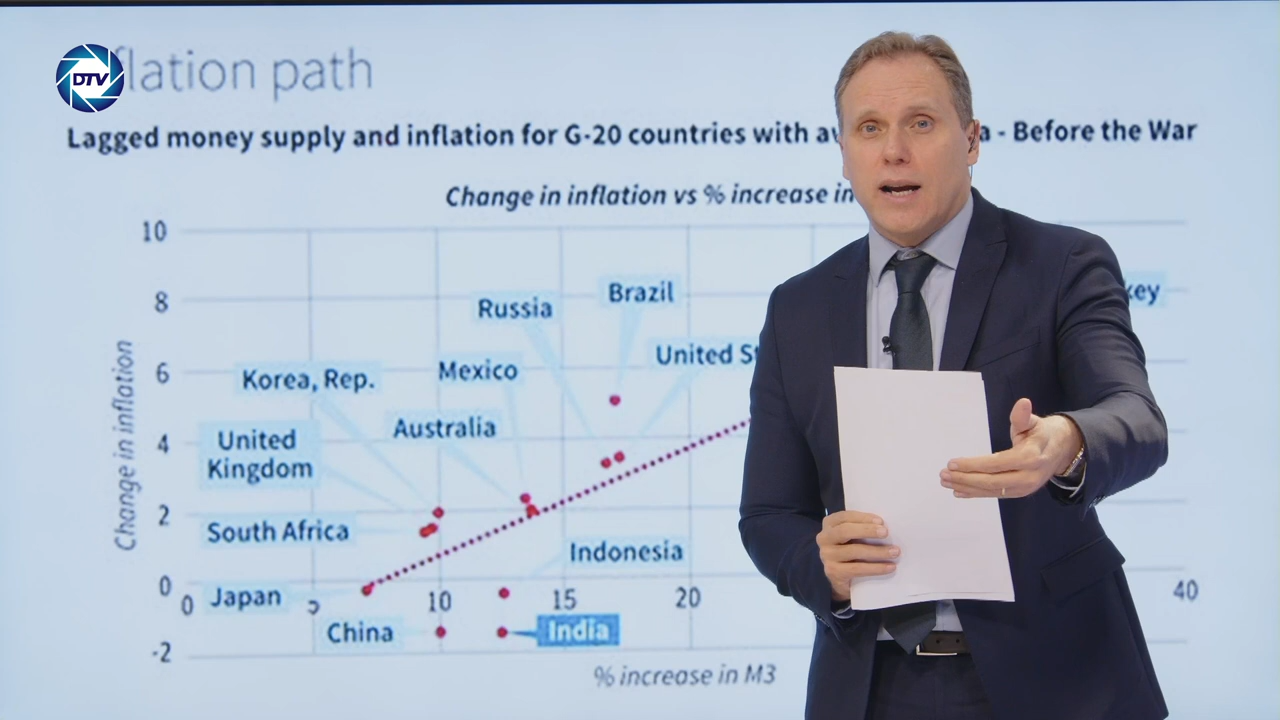 DTV
flation path
Lagged money supply and inflation for G-20 countries with av a - Before the War
Change in inflation vs % increase in
Change in inflation
10
8
6
4
2
0
-2
Russia
Brazil
key
Korea, Rep.
Mexico
United St
Australia
United
Kingdom
South Africa
Indonesia
Japan
China
India
0
5
10
15
20
40
% increase in M3